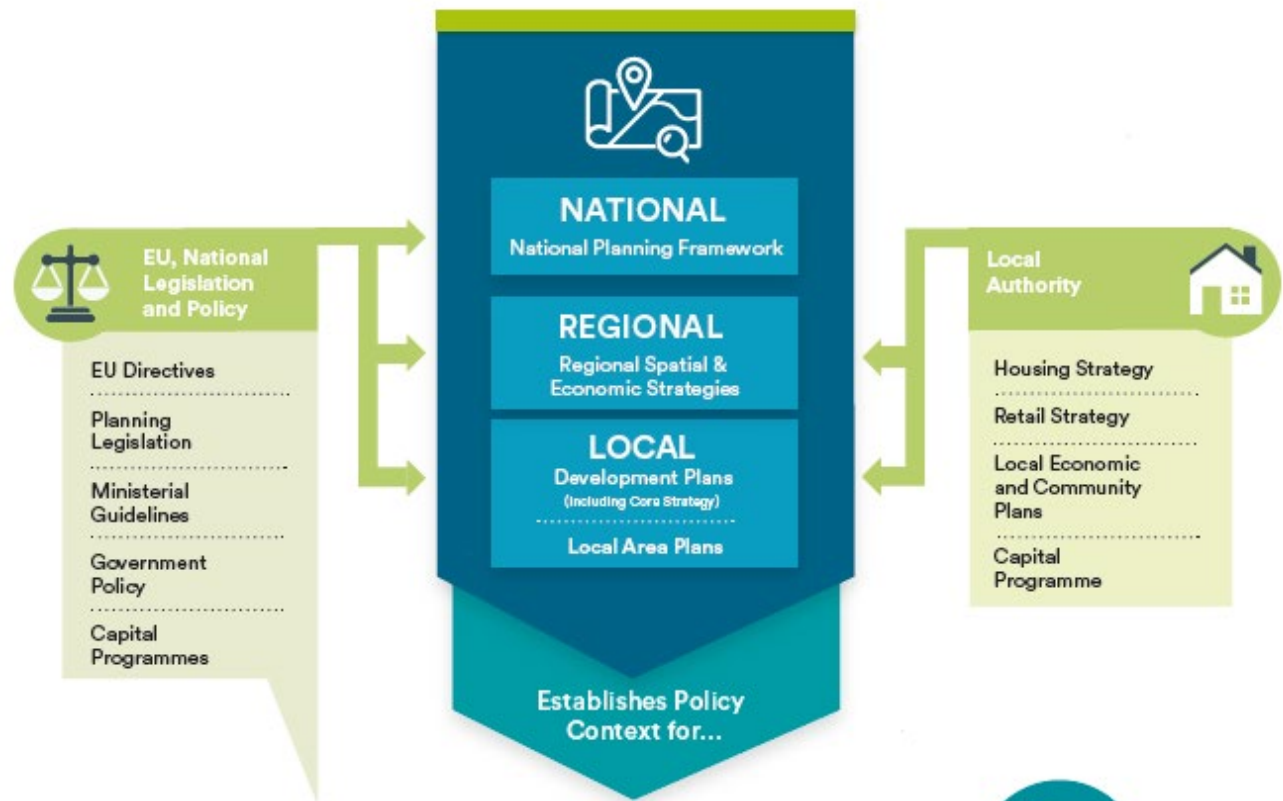 NATIONAL
National Planning Framework
REGIONAL
Regional Spatial &
Economic Strategies
LOCAL
Development Plans
(including Core Strategy)
Local Area Plans
Establishes Policy
Context for...
EU, National
Legislation
and Policy
EU Directives
Planning
Legislation
Ministerial
Guidelines
Government
Policy
Capital
Programmes
Local
Authority
Housing Strategy
Retail Strategy
Local Economic
and Community
Plans
Capital
Programme